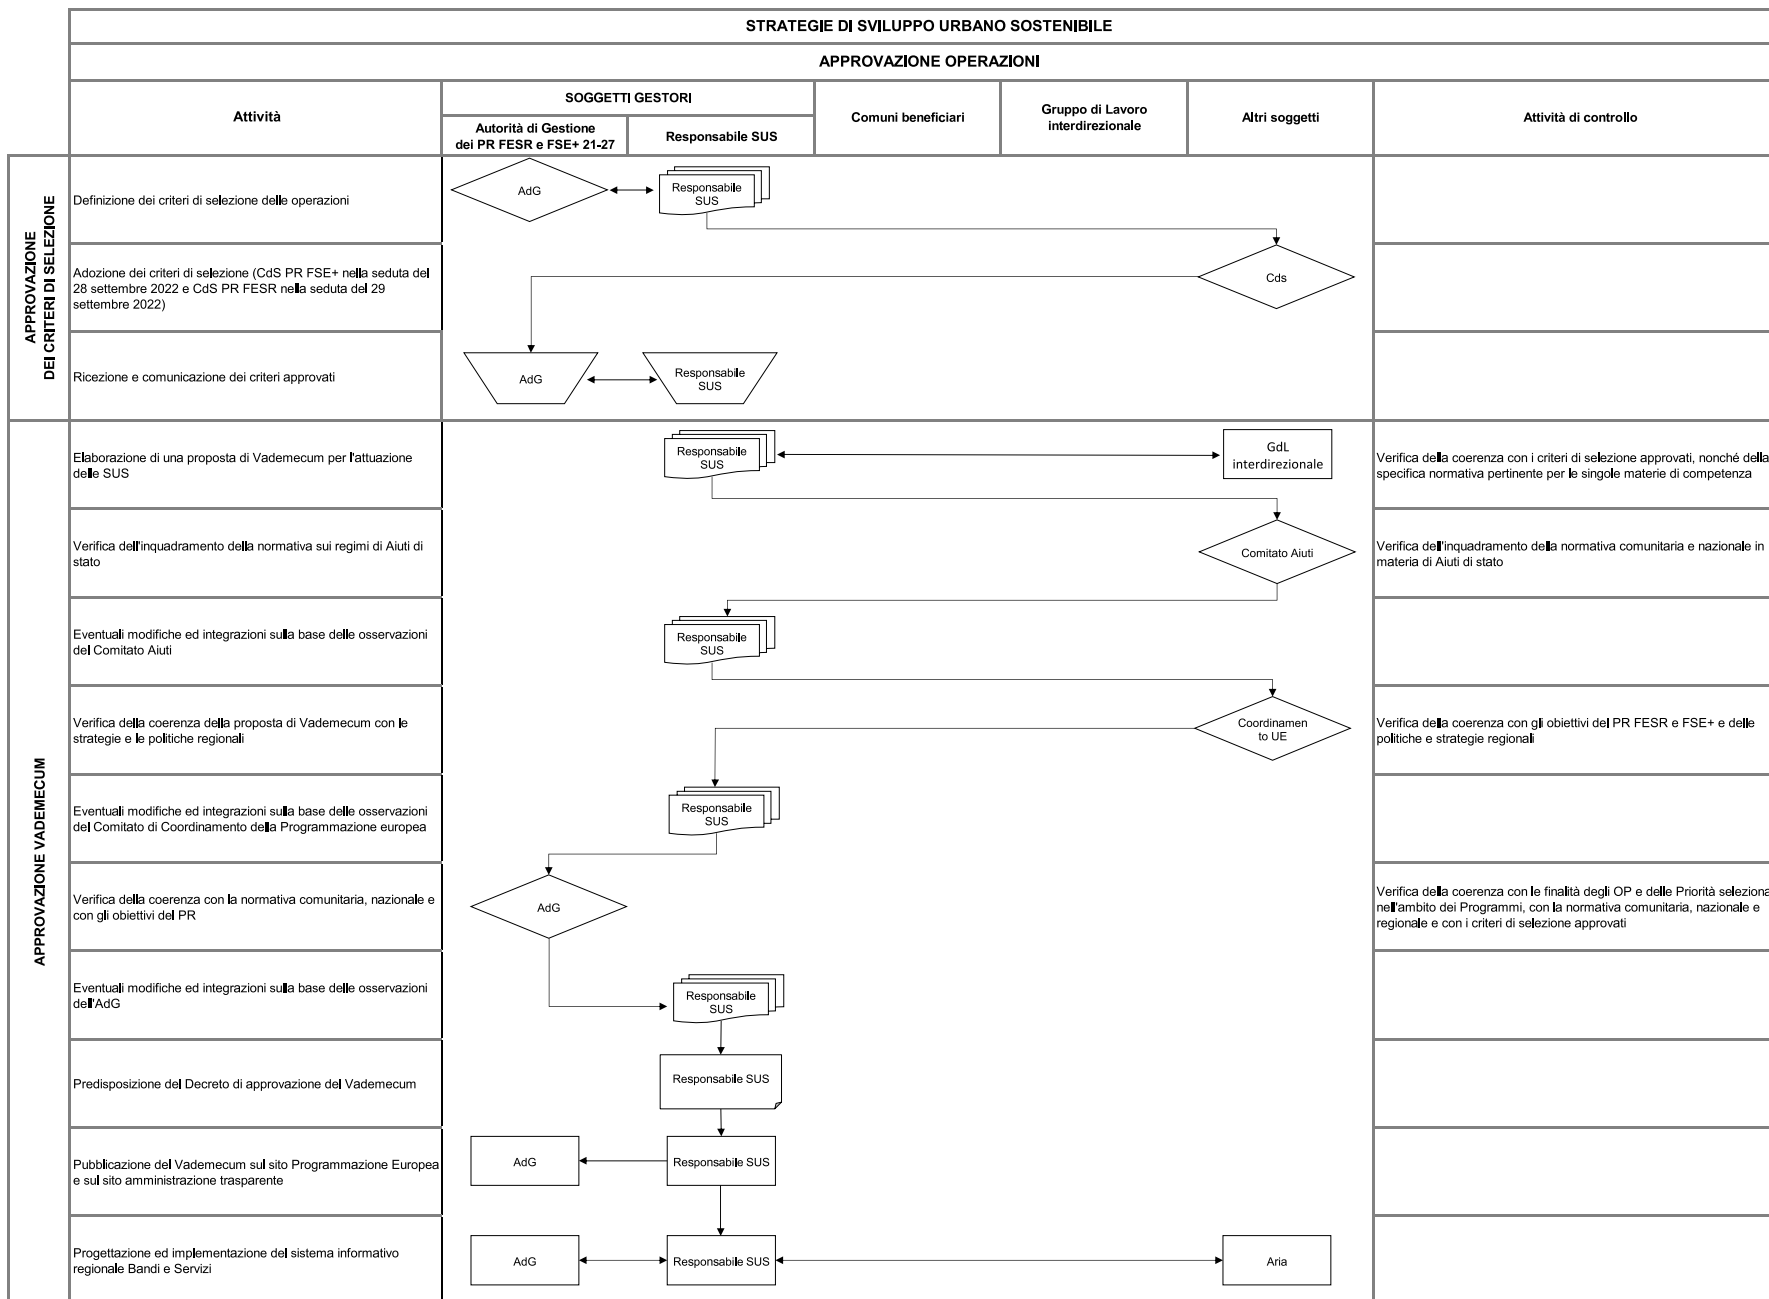 STRATEGIE DI SVILUPPO URBANO SOSTENIBILE
APPROVAZIONE OPERAZIONI
Attività
SOGGETTI GESTORI
Autorità di Gestione
dei PR FESR e FSE+ 21-27
Responsabile SUS
Comuni beneficiari
Gruppo di Lavoro
interdirezionale
Altri soggetti
Attività di controllo
APPROVAZIONE
DEI CRITERI DI SELEZIONE
Definizione dei criteri di selezione delle operazioni
AdG
Responsabile
SUS
Adozione dei criteri di selezione (CdS PR FSE+ nella seduta del
28 settembre 2022 e CdS PR FESR nella seduta del 29
settembre 2022)
Cds
Ricezione e comunicazione dei criteri approvati
AdG
Responsabile
SUS
APPROVAZIONE VADEMECUM
Elaborazione di una proposta di Vademecum per l'attuazione
delle SUS
Responsabile
SUS
GdL
interdirezionale
Verifica della coerenza con i criteri di selezione approvati, nonché della
specifica normativa pertinente per le singole materie di competenza
Verifica dell'inquadramento della normativa sui regimi di Aiuti di
stato
Comitato Aiuti
Verifica dell'inquadramento della normativa comunitaria e nazionale in
materia di Aiuti di stato
Eventuali modifiche ed integrazioni sulla base delle osservazioni
del Comitato Aiuti
Responsabile
SUS
Verifica della coerenza della proposta di Vademecum con le
strategie e le politiche regionali
Coordinamen
to UE
Verifica della coerenza con gli obiettivi del PR FESR e FSE+ e delle
politiche e strategie regionali
Eventuali modifiche ed integrazioni sulla base delle osservazioni
del Comitato di Coordinamento della Programmazione europea
Responsabile
SUS
Verifica della coerenza con la normativa comunitaria, nazionale e
con gli obiettivi del PR
AdG
Verifica della coerenza con le finalità degli OP e delle Priorità seleziona
nell'ambito dei Programmi, con la normativa comunitaria, nazionale e
regionale e con i criteri di selezione approvati
Eventuali modifiche ed integrazioni sulla base delle osservazioni
dell'AdG
Responsabile
SUS
Predisposizione del Decreto di approvazione del Vademecum
Responsabile SUS
Pubblicazione del Vademecum sul sito Programmazione Europea
e sul sito amministrazione trasparente
AdG
Responsabile SUS
Progettazione ed implementazione del sistema informativo
regionale Bandi e Servizi
AdG
Responsabile SUS
Aria